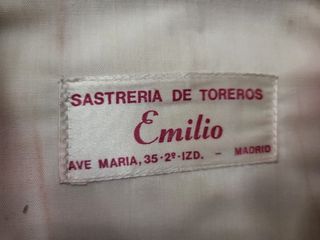 SASTRERIA DE TOREROS
Emilio
AVE MARIA, 35-2º-IZD. – MADRID